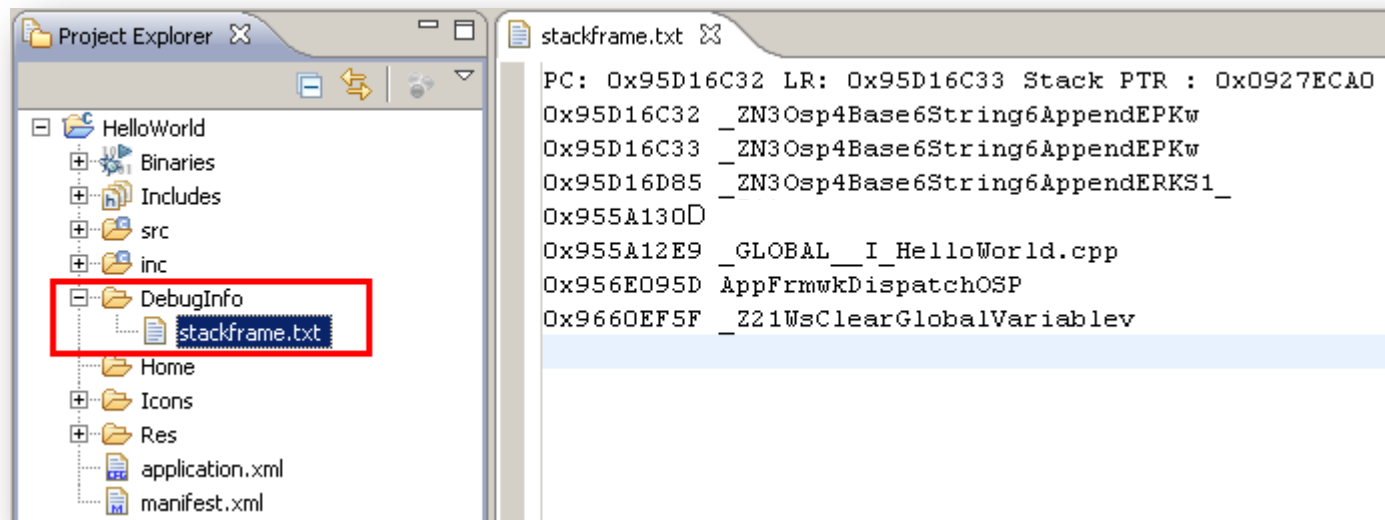 Project Explorer
HelloWorld
Binaries
Includes
src
inc
DebugInfo
stackframe.txt
Home
Icons
Res
application.xml
manifest.xml
stackframe.txt
PC: 0x95D16C32 LR: 0x95D16C33 Stack PTR : 0x0927ECA0
0x95D16C32 _ZN3Osp4Base6String6AppendEPKw
0x95D16C33 _ZN3Osp4Base6String6AppendEPKw
0x95D16D85 _ZN3Osp4Base6String6AppendERKS1_
0x955A130D
0x955A12E9 _GLOBAL__I_HelloWorld.cpp
0x956E095D AppFrmwkDispatchOSP
0x9660EF5F _Z21WsClearGlobalVariablev